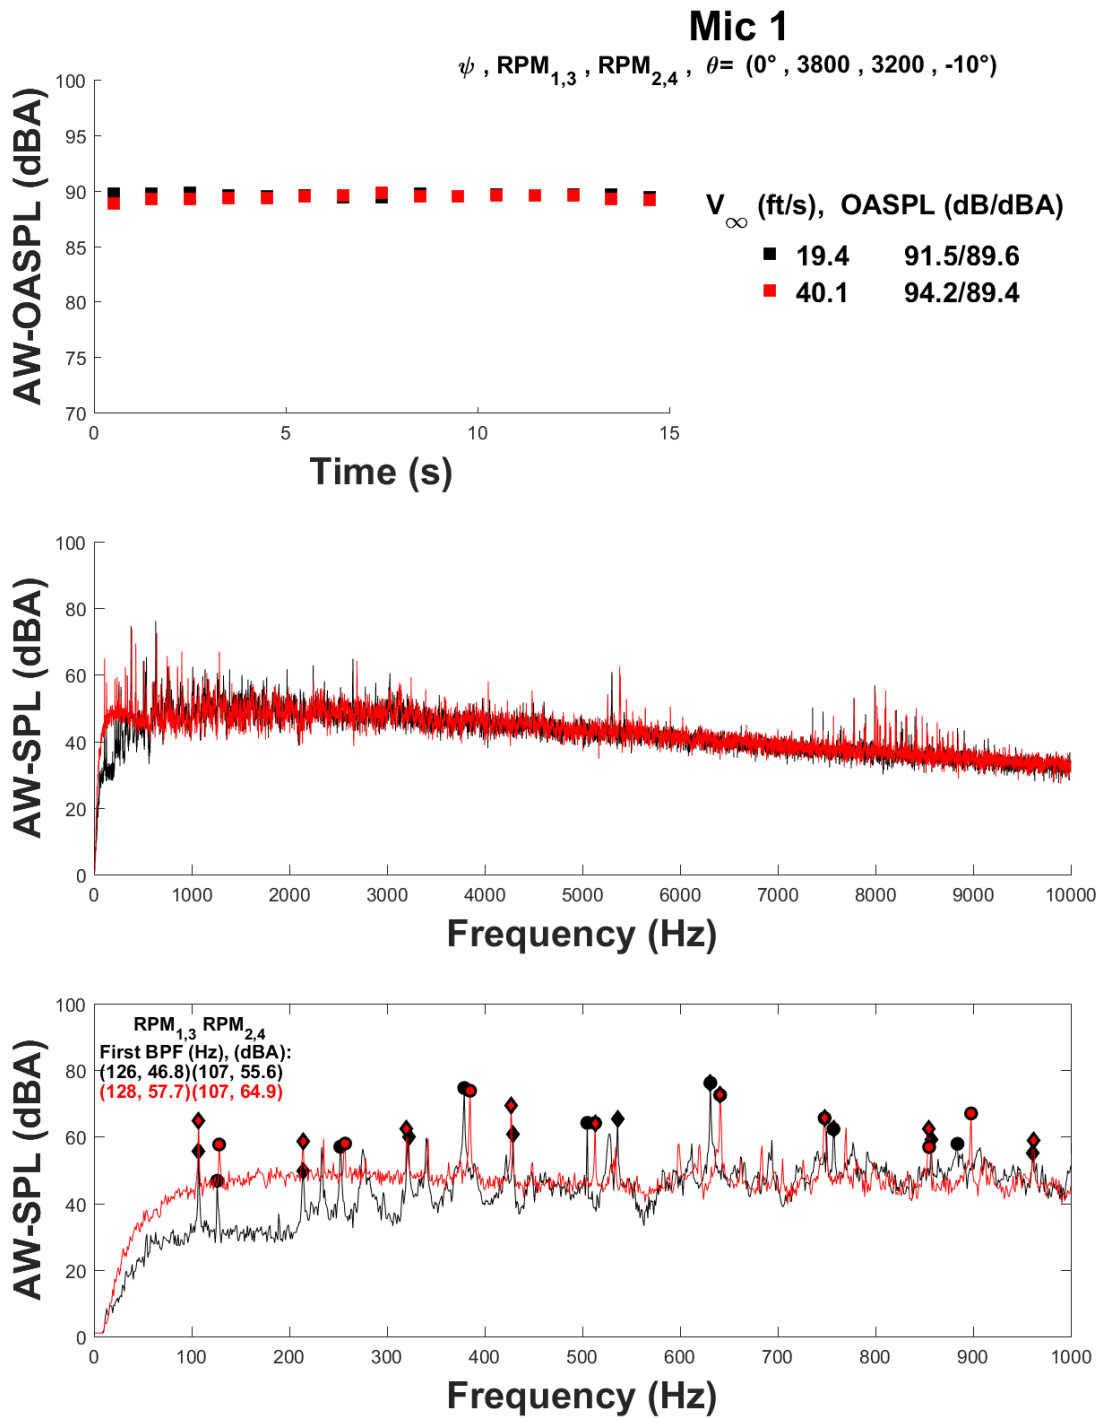 Mic 1
ψ , RPM1,3 , RPM2,4 , θ= (0° , 3800 , 3200 , -10°)
AW-OASPL (dBA)
100
95
90
85
80
75
70
0 5 10 15
Time (s)
V∞ (ft/s), OASPL (dB/dBA)
19.4 91.5/89.6
40.1 94.2/89.4
AW-SPL (dBA)
100
80
60
40
20
0
0 1000 2000 3000 4000 5000 6000 7000 8000 9000 10000
Frequency (Hz)
AW-SPL (dBA)
100
80
60
40
20
0
RPM1,3 RPM2,4
First BPF (Hz), (dBA):
(126, 46.8)(107, 55.6)
(128, 57.7)(107, 64.9)
0 100 200 300 400 500 600 700 800 900 1000
Frequency (Hz)